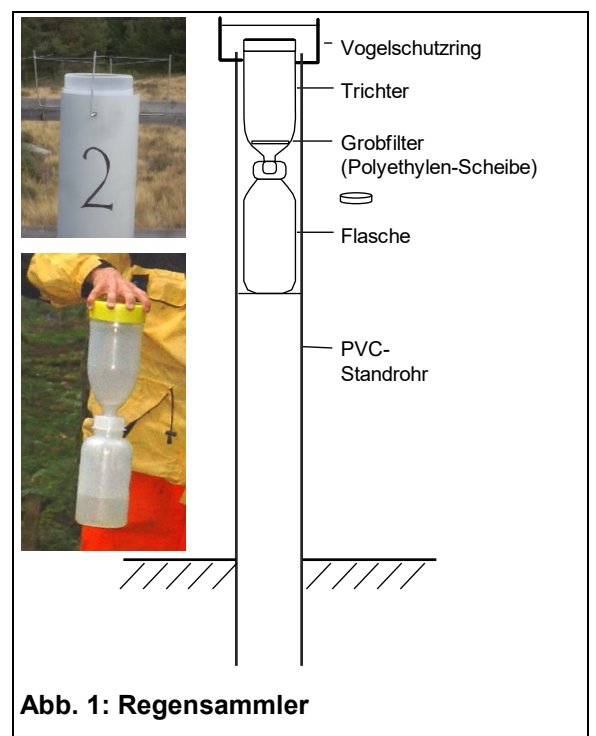 2
Vogelschutzring
Trichter
Grobfilter
(Polyethylen-Scheibe)
Flasche
PVC-
Standrohr
Abb. 1: Regensammler